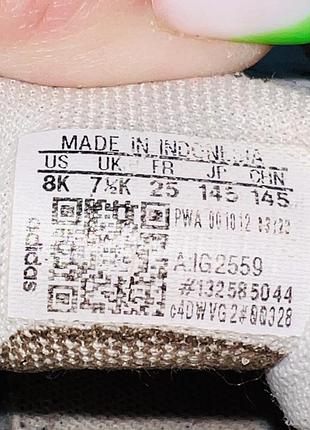 MADE IN INDONESIA
US UK FR JP CHN
8K 7½K 25 145 145
PWA 001012 03/23
A.IG2559
#132585044
c4DWVG2#00328
adidas